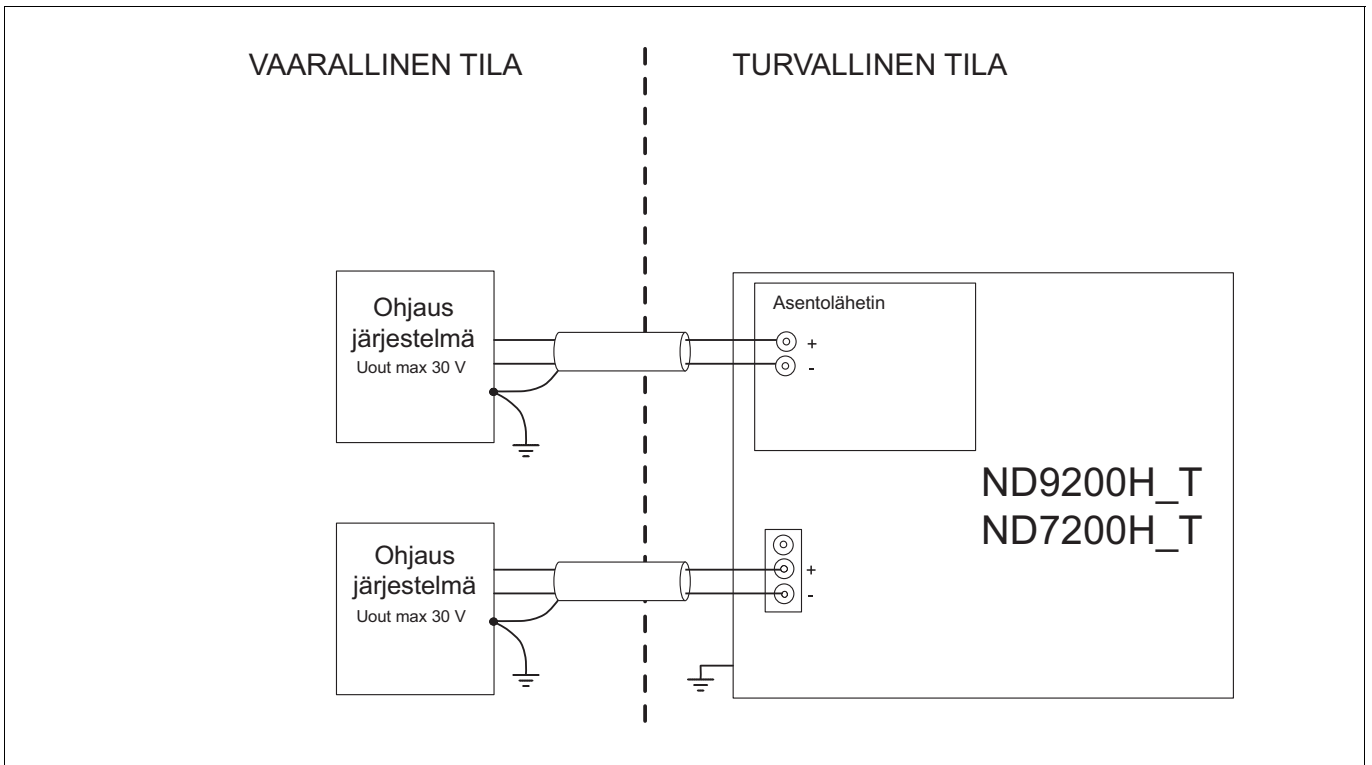 VAARALLINEN TILA
TURVALLINEN TILA
Ohjaus
järjestelmä
Uout max 30 V
Asentolähetin
+
-
ND9200H_T
ND7200H_T
Ohjaus
järjestelmä
Uout max 30 V
+
-